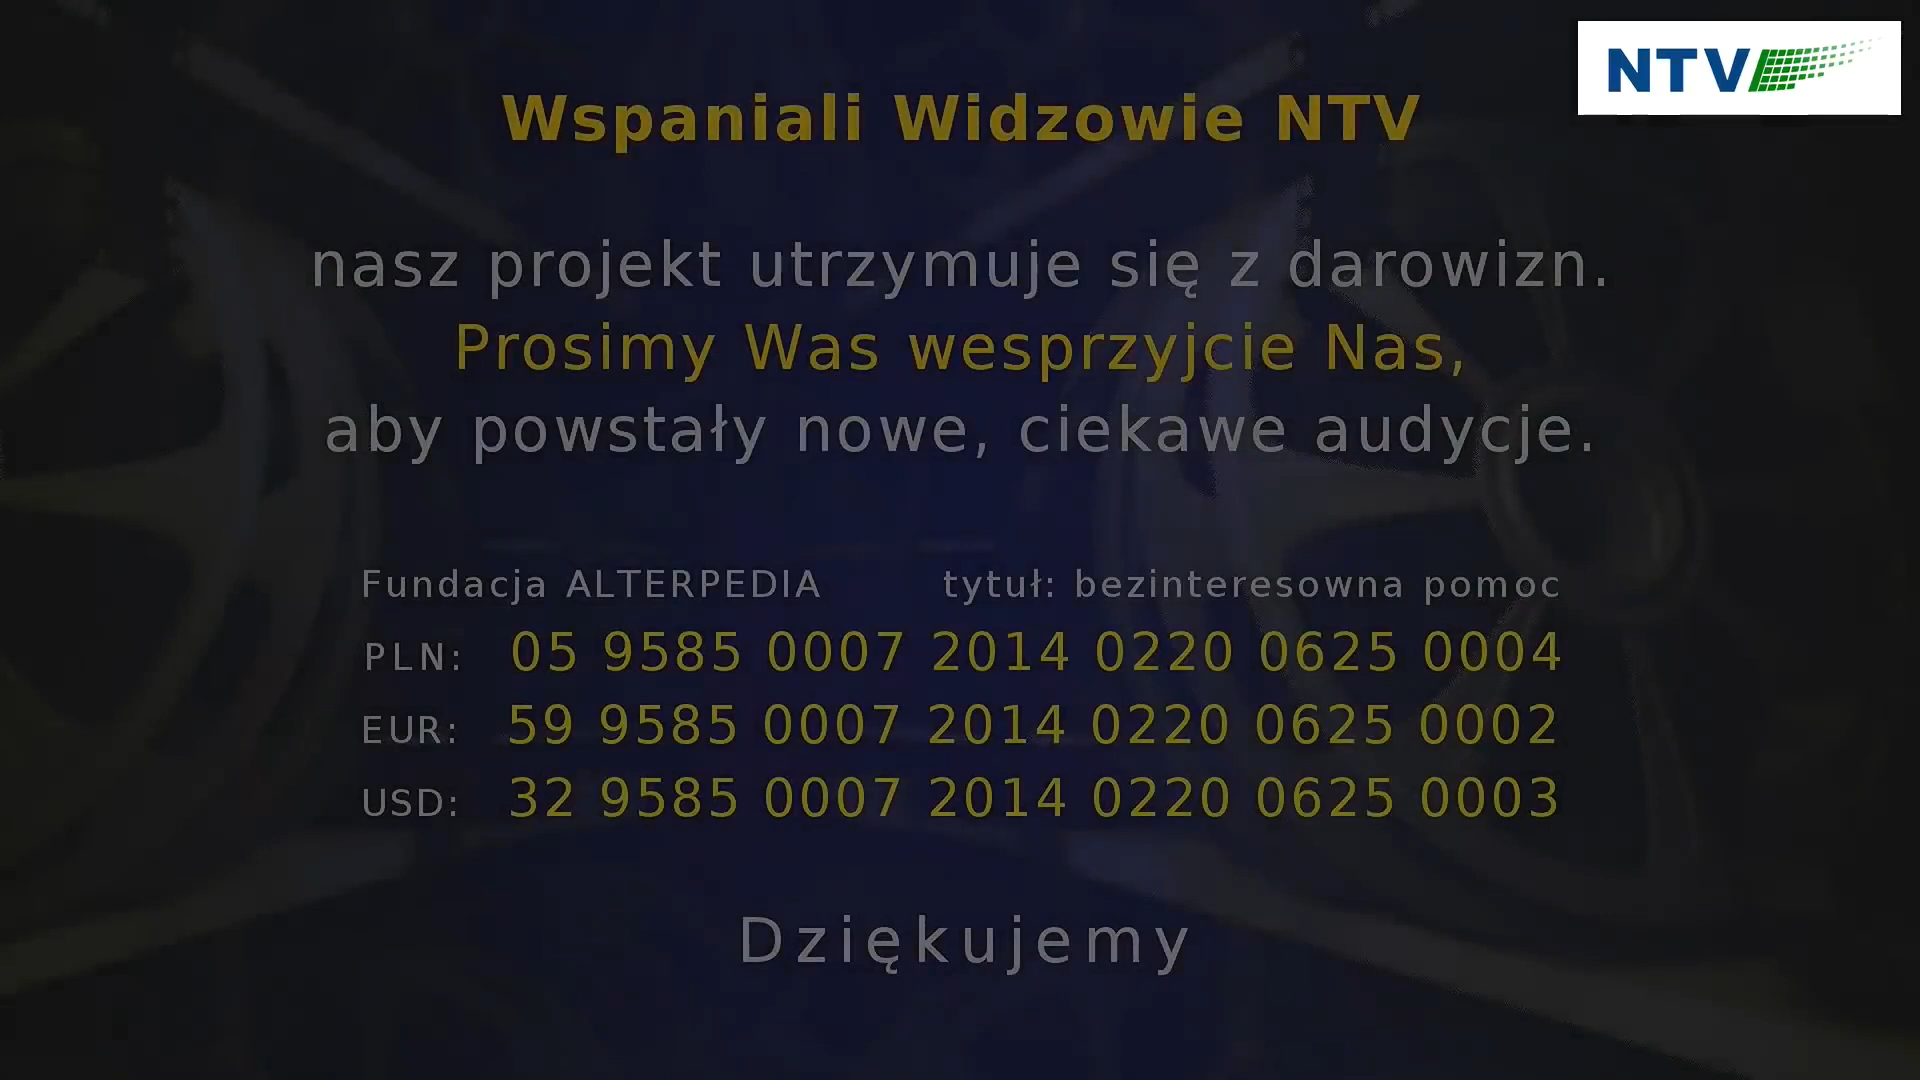 NTV
Wspaniali Widzowie NTV
nasz projekt utrzymuje się z darowizn.
Prosimy Was wesprzyjcie Nas,
aby powstały nowe, ciekawe audycje.
Fundacja ALTERPEDIA tytuł: bezinteresowna pomoc
PLN: 05 9585 0007 2014 0220 0625 0004
EUR: 59 9585 0007 2014 0220 0625 0002
USD: 32 9585 0007 2014 0220 0625 0003
Dziękujemy